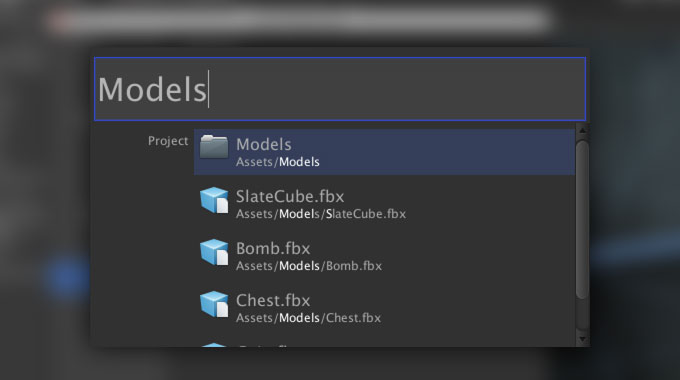 Models
Project
Models
Assets/Models
SlateCube.fbx
Assets/Models/SlateCube.fbx
Bomb.fbx
Assets/Models/Bomb.fbx
Chest.fbx
Assets/Models/Chest.fbx